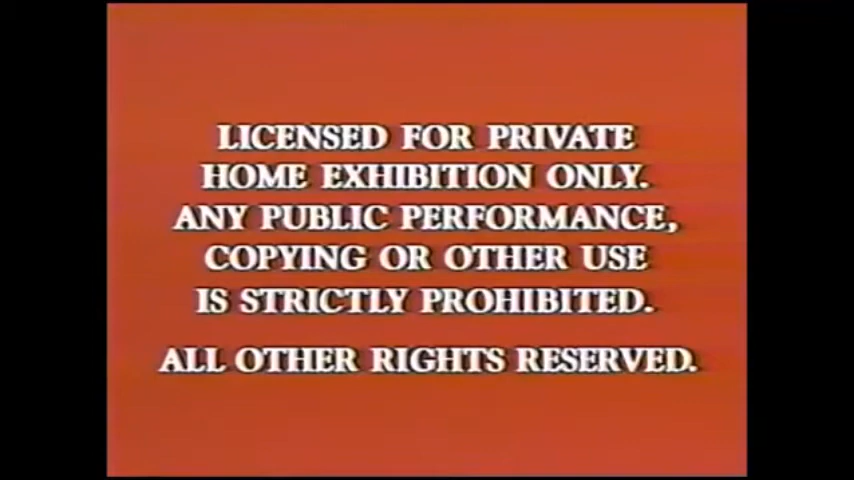 LICENSED FOR PRIVATE
HOME EXHIBITION ONLY.
ANY PUBLIC PERFORMANCE,
COPYING OR OTHER USE
IS STRICTLY PROHIBITED.
ALL OTHER RIGHTS RESERVED.